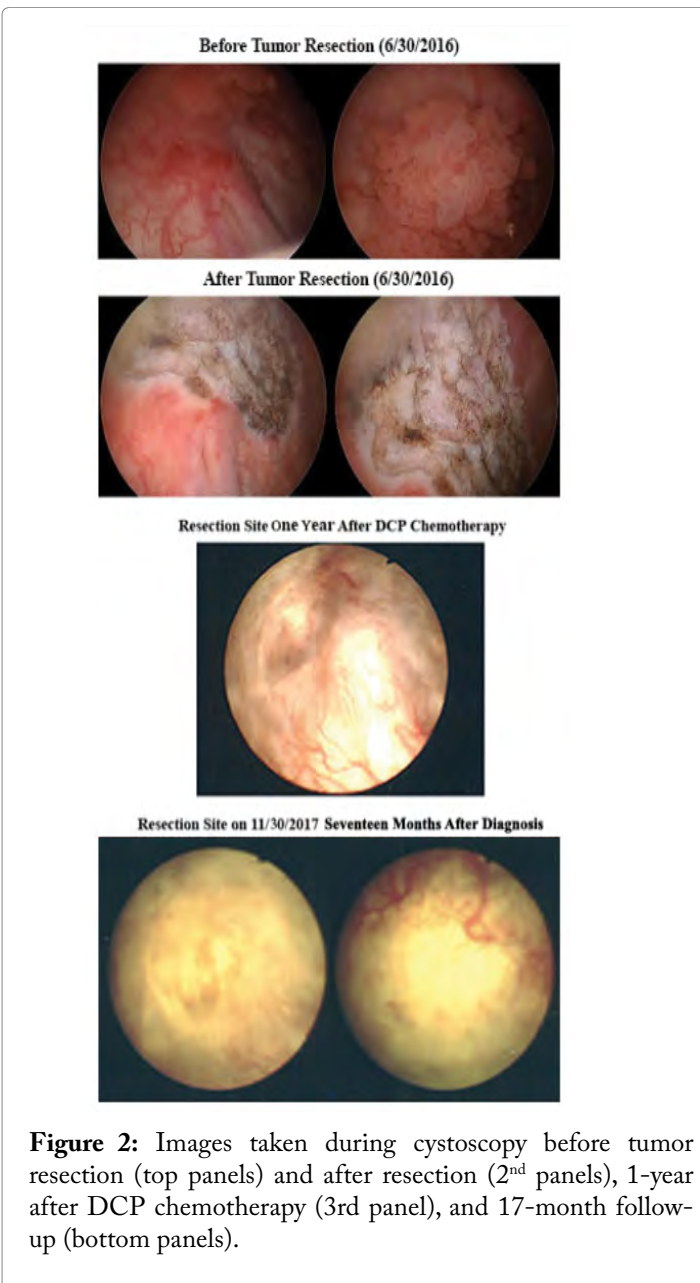 Before Tumor Resection (6/30/2016)
After Tumor Resection (6/30/2016)
Resection Site One Year After DCP Chemotherapy
Resection Site on 11/30/2017 Seventeen Months After Diagnosis
Figure 2: Images taken during cystoscopy before tumor
resection (top panels) and after resection (2nd panels), 1-year
after DCP chemotherapy (3rd panel), and 17-month follow-
up (bottom panels).